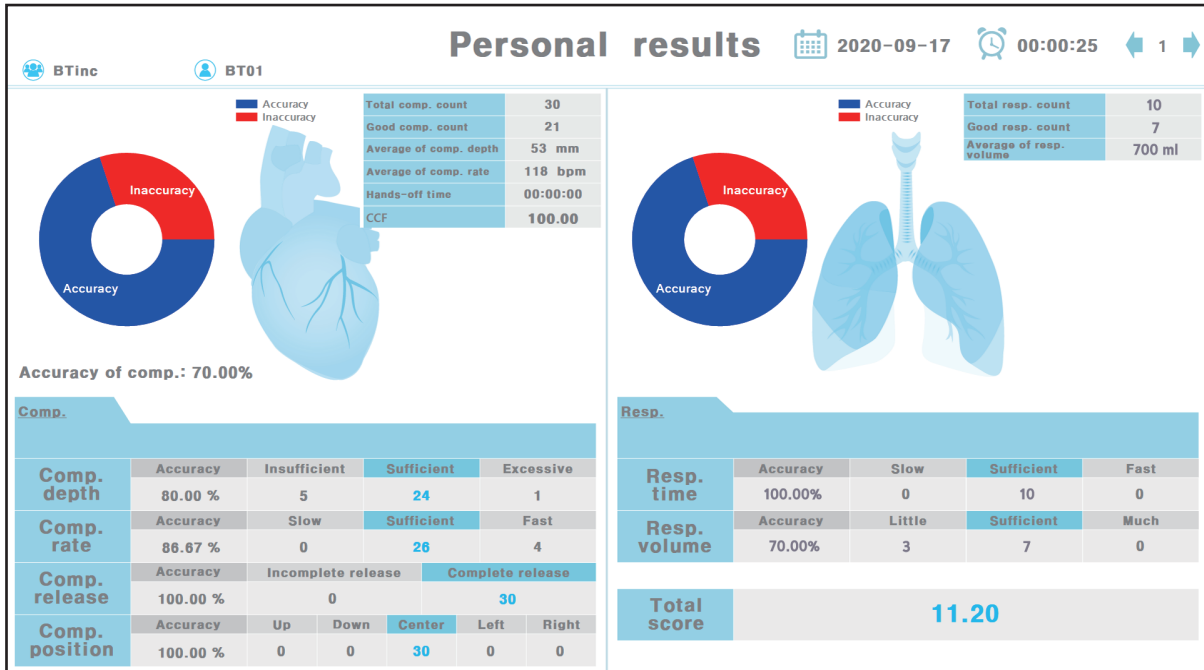 Personal results
2020-09-17
00:00:25
1
BTinc
BT01
Accuracy
Inaccuracy
Total comp. count 30
Good comp. count 21
Average of comp. depth 53 mm
Average of comp. rate 118 bpm
Hands-off time 00:00:00
CCF 100.00
Inaccuracy
Accuracy
Accuracy of comp.: 70.00%
Comp.
Comp. depth
Accuracy Insufficient Sufficient Excessive
80.00 % 5 24 1
Comp. rate
Accuracy Slow Sufficient Fast
86.67 % 0 26 4
Comp. release
Accuracy Incomplete release Complete release
100.00 % 0 30
Comp. position
Accuracy Up Down Center Left Right
100.00 % 0 0 30 0 0
Accuracy
Inaccuracy
Total resp. count 10
Good resp. count 7
Average of resp. volume 700 ml
Inaccuracy
Accuracy
Resp.
Resp. time
Accuracy Slow Sufficient Fast
100.00% 0 10 0
Resp. volume
Accuracy Little Sufficient Much
70.00% 3 7 0
Total score
11.20